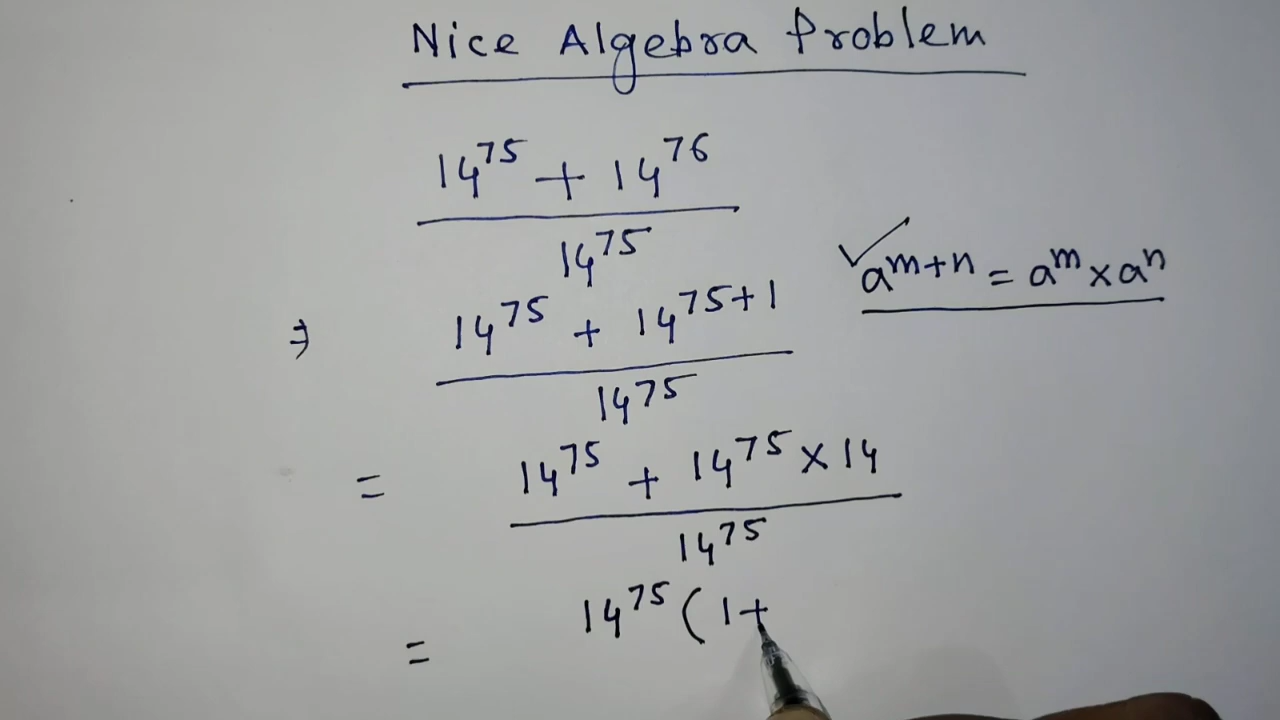 Nice Algebra Problem
14^75 + 14^76
14^75
⇒ 14^75 + 14^75+1
14^75
✓a^m+n = a^m × a^n
= 14^75 + 14^75 × 14
14^75
= 14^75 (1+